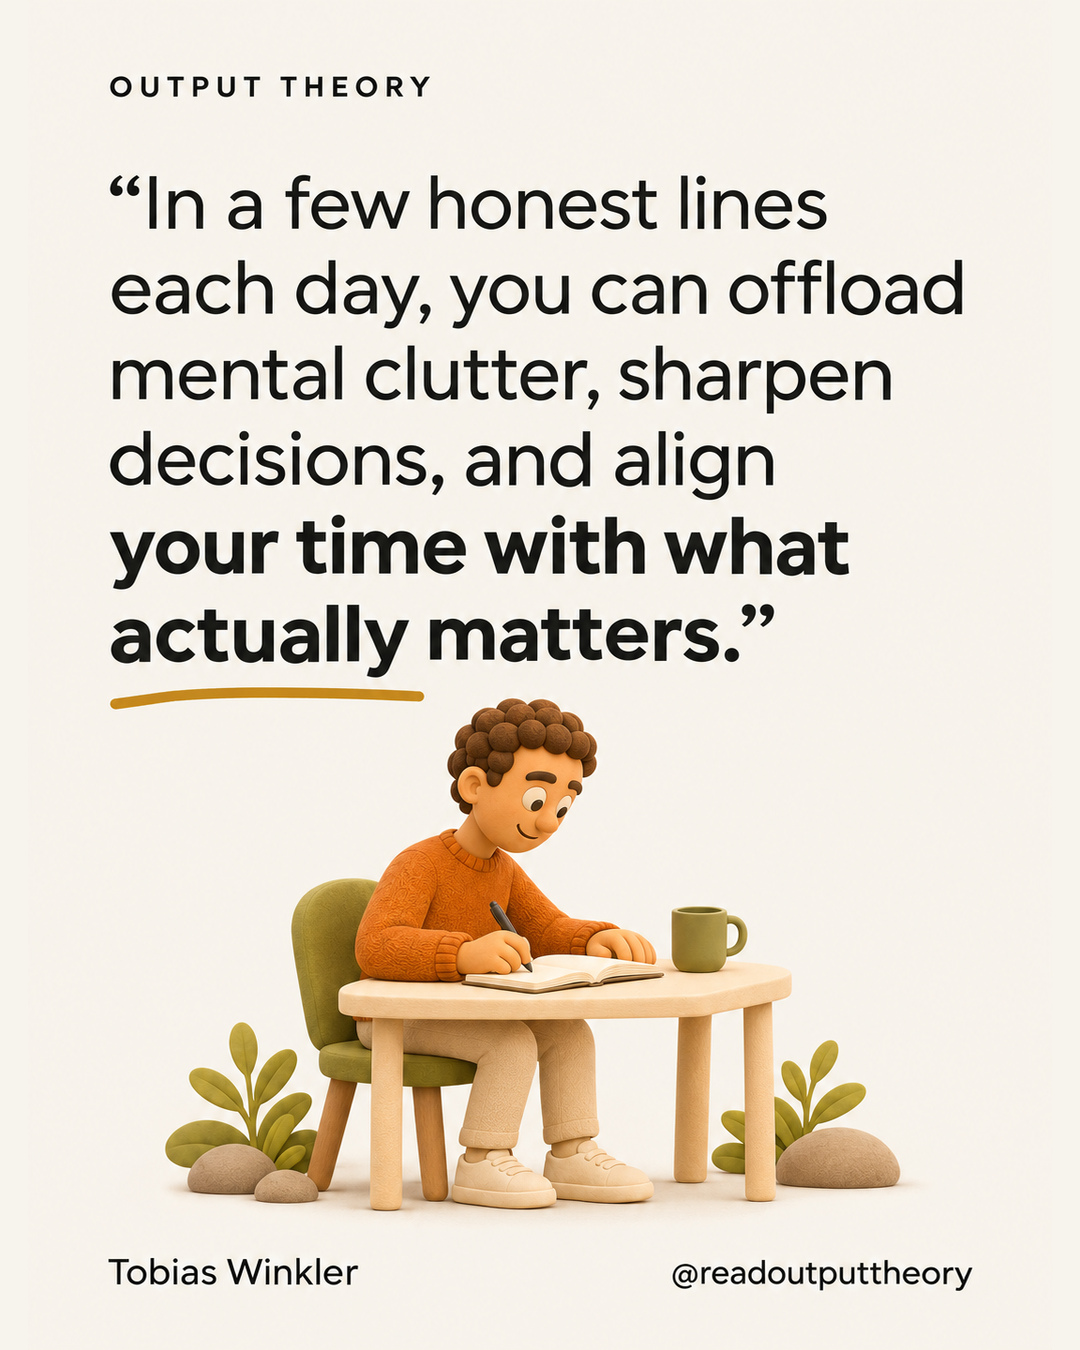 OUTPUT THEORY
“In a few honest lines
each day, you can offload
mental clutter, sharpen
decisions, and align
your time with what
actually matters.”
Tobias Winkler
@readoutputtheory